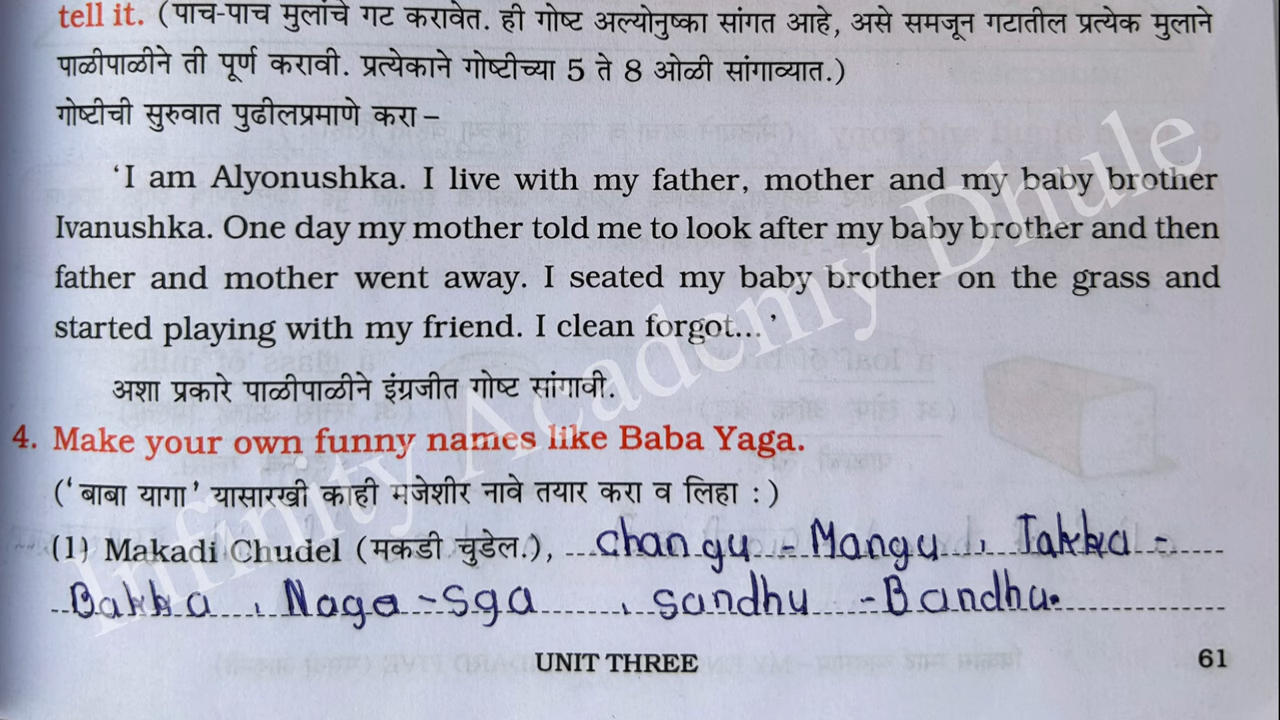 tell it. (पाच-पाच मुलांचे गट करावेत. ही गोष्ट अल्योनुष्का सांगत आहे, असे समजून गटातील प्रत्येक मुलाने
पाळीपाळीने ती पूर्ण करावी. प्रत्येकाने गोष्टीच्या 5 ते 8 ओळी सांगाव्यात.)
गोष्टीची सुरुवात पुढीलप्रमाणे करा –
‘I am Alyonushka. I live with my father, mother and my baby brother
Ivanushka. One day my mother told me to look after my baby brother and then
father and mother went away. I seated my baby brother on the grass and
started playing with my friend. I clean forgot...’
अशा प्रकारे पाळीपाळीने इंग्रजीत गोष्ट सांगावी.
4. Make your own funny names like Baba Yaga.
(‘बाबा यागा’ यासारखी काही मजेशीर नावे तयार करा व लिहा :)
(1) Makadi Chudel (मकडी चुडेल.), Changu - Mangu, Takka -
Bakka, Naga - Sga, Sandhu - Bandhu.
UNIT THREE 61
Infinity Academy Dhule